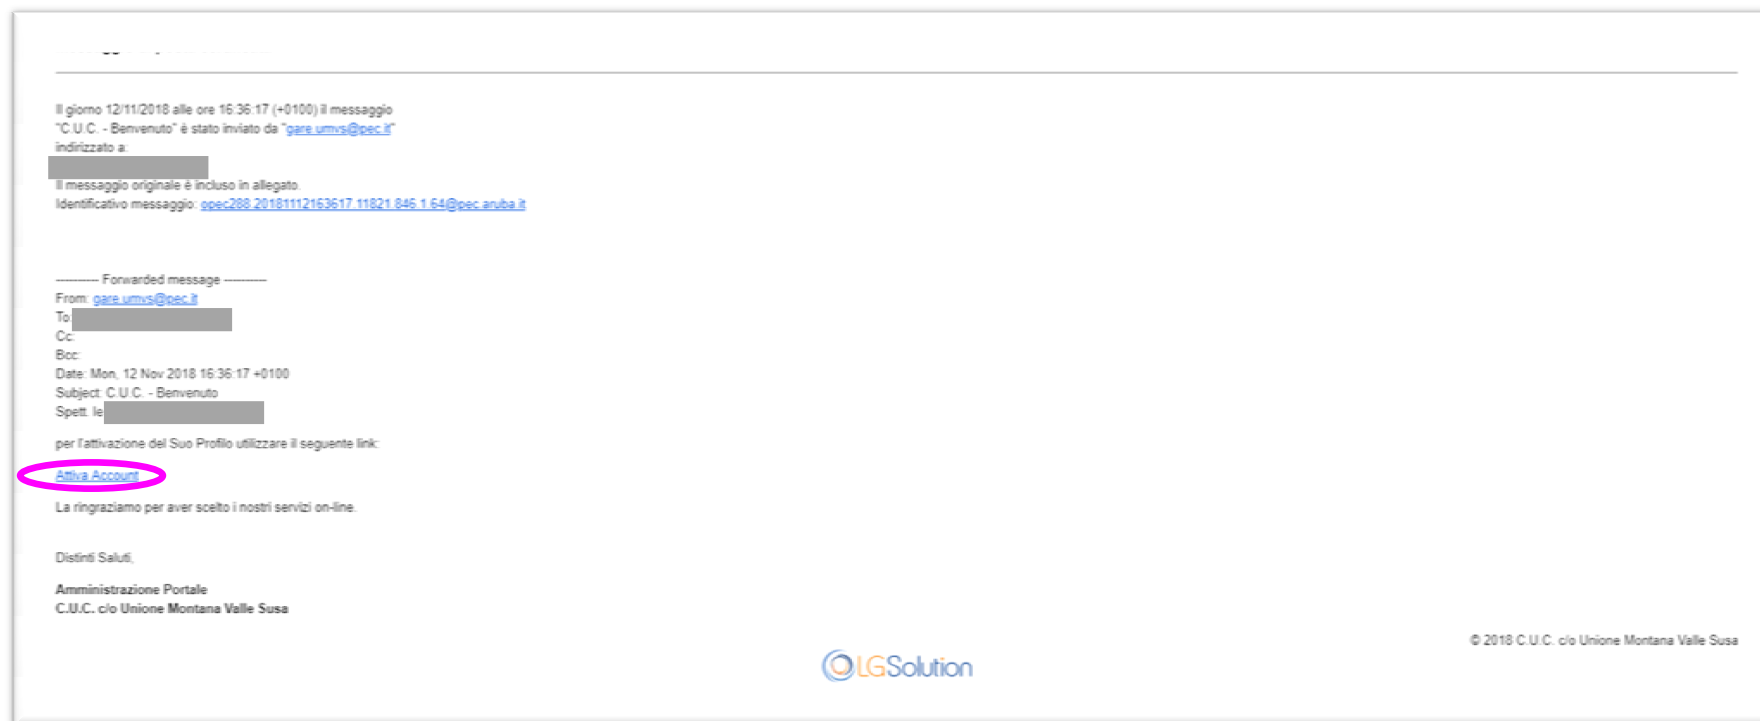 Il giorno 12/11/2018 alle ore 16:36:17 (+0100) il messaggio
"C.U.C. - Benvenuto" è stato inviato da "gare.umvs@pec.it"
indirizzato a:
Il messaggio originale è incluso in allegato.
Identificativo messaggio: opec288.20181112163617.11821.846.1.64@pec.aruba.it
---------- Forwarded message ----------
From: gare.umvs@pec.it
To:
Cc:
Bcc:
Date: Mon, 12 Nov 2018 16:36:17 +0100
Subject: C.U.C. - Benvenuto
Spett. le
per l'attivazione del Suo Profilo utilizzare il seguente link:
Attiva Account
La ringraziamo per aver scelto i nostri servizi on-line.
Distinti Saluti,
Amministrazione Portale
C.U.C. c/o Unione Montana Valle Susa
© 2018 C.U.C. c/o Unione Montana Valle Susa
LGSolution